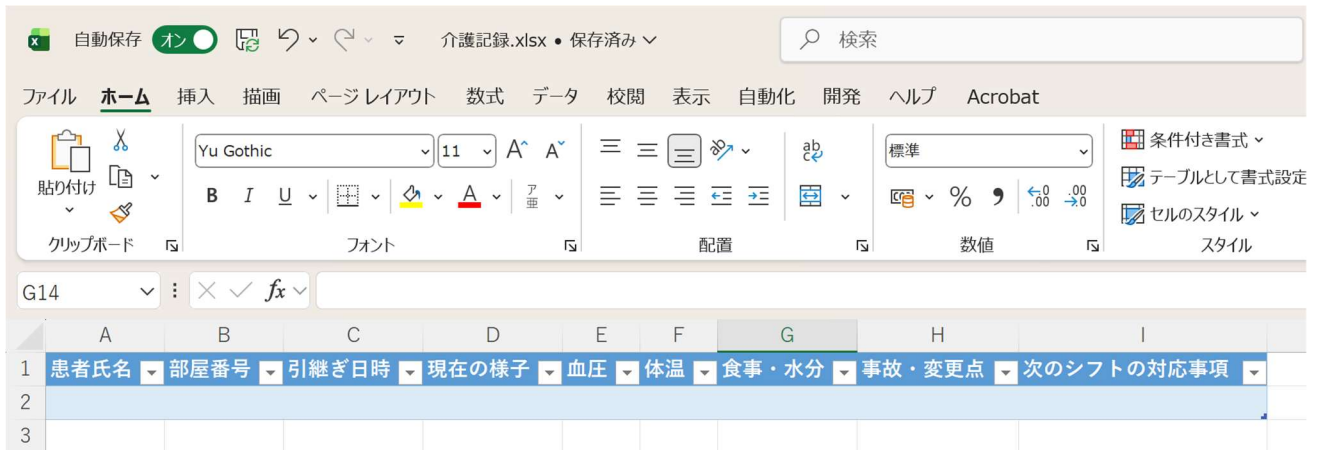 自動保存 オン 介護記録.xlsx • 保存済み 検索
ファイル ホーム 挿入 描画 ページ レイアウト 数式 データ 校閲 表示 自動化 開発 ヘルプ Acrobat
貼り付け
クリップボード
Yu Gothic 11 A A
B I U A ア亜
フォント
ab c
配置
標準
% 9 .00 .00 0
数値
条件付き書式
テーブルとして書式設定
セルのスタイル
スタイル
G14 fx
A B C D E F G H I
1 患者氏名 部屋番号 引継ぎ日時 現在の様子 血圧 体温 食事・水分 事故・変更点 次のシフトの対応事項
2
3